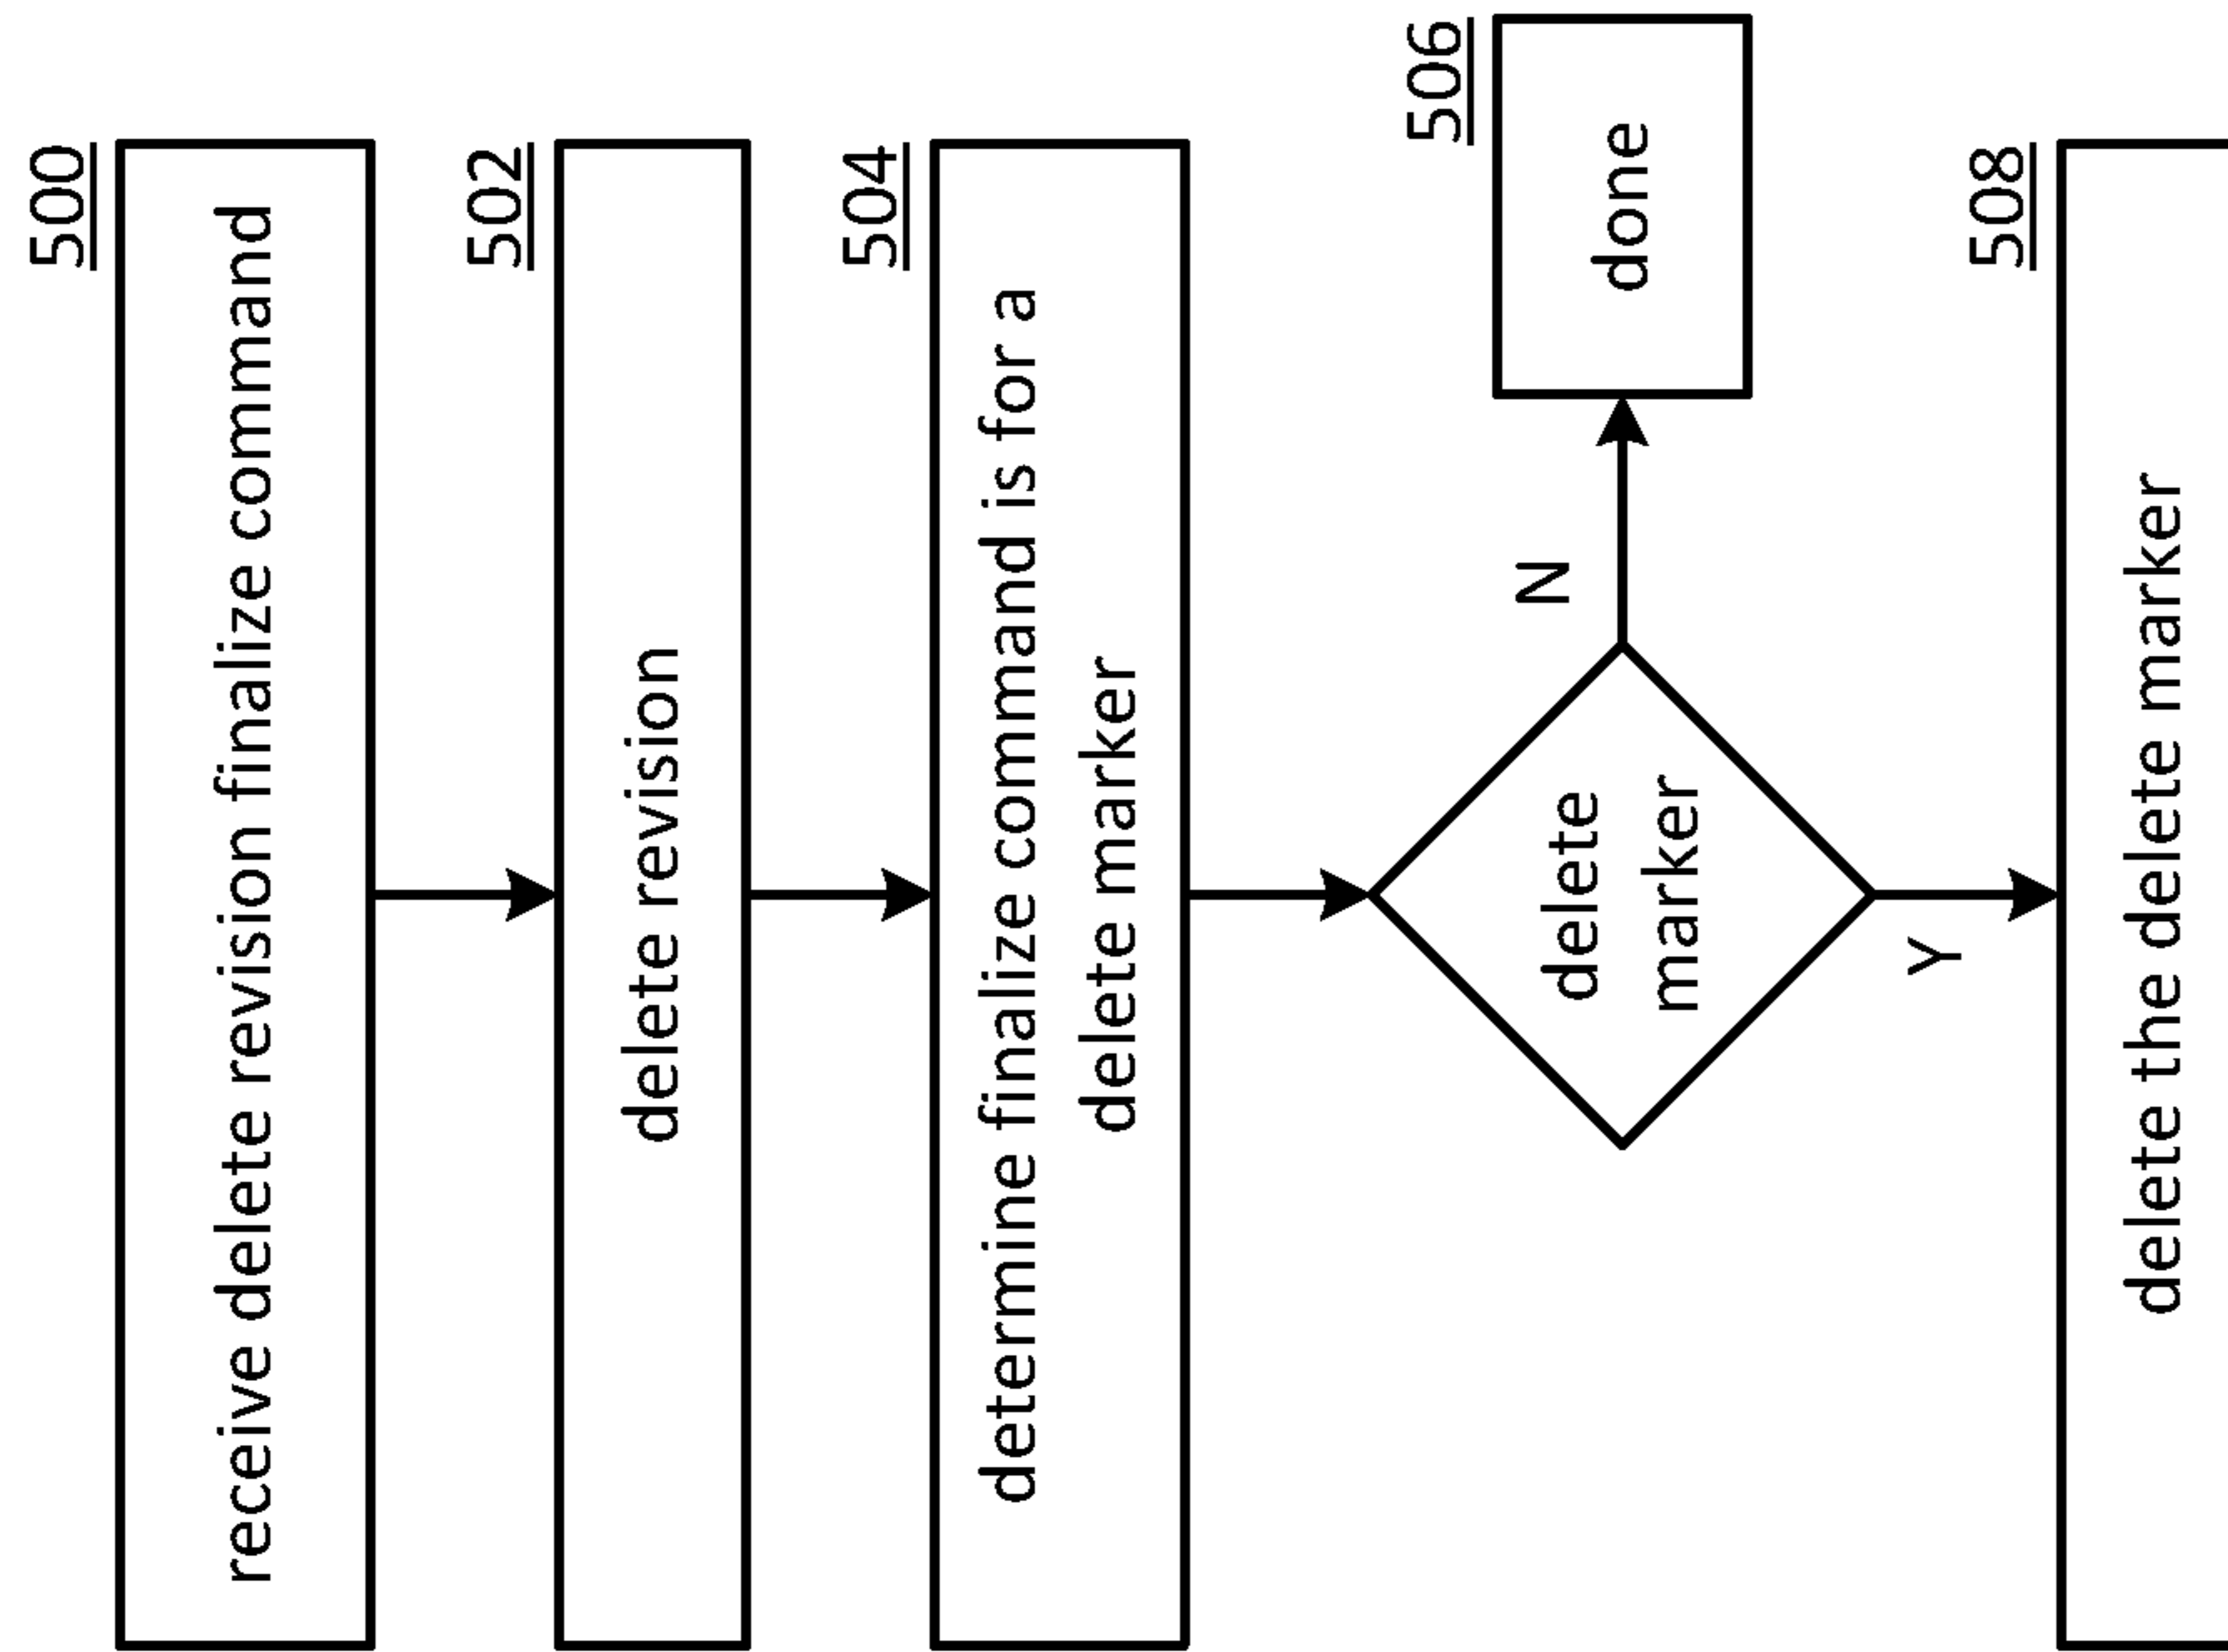 500
receive delete revision finalize command
502
delete revision
504
determine finalize command is for a
delete marker
delete
marker
N
506
done
Y
508
delete the delete marker